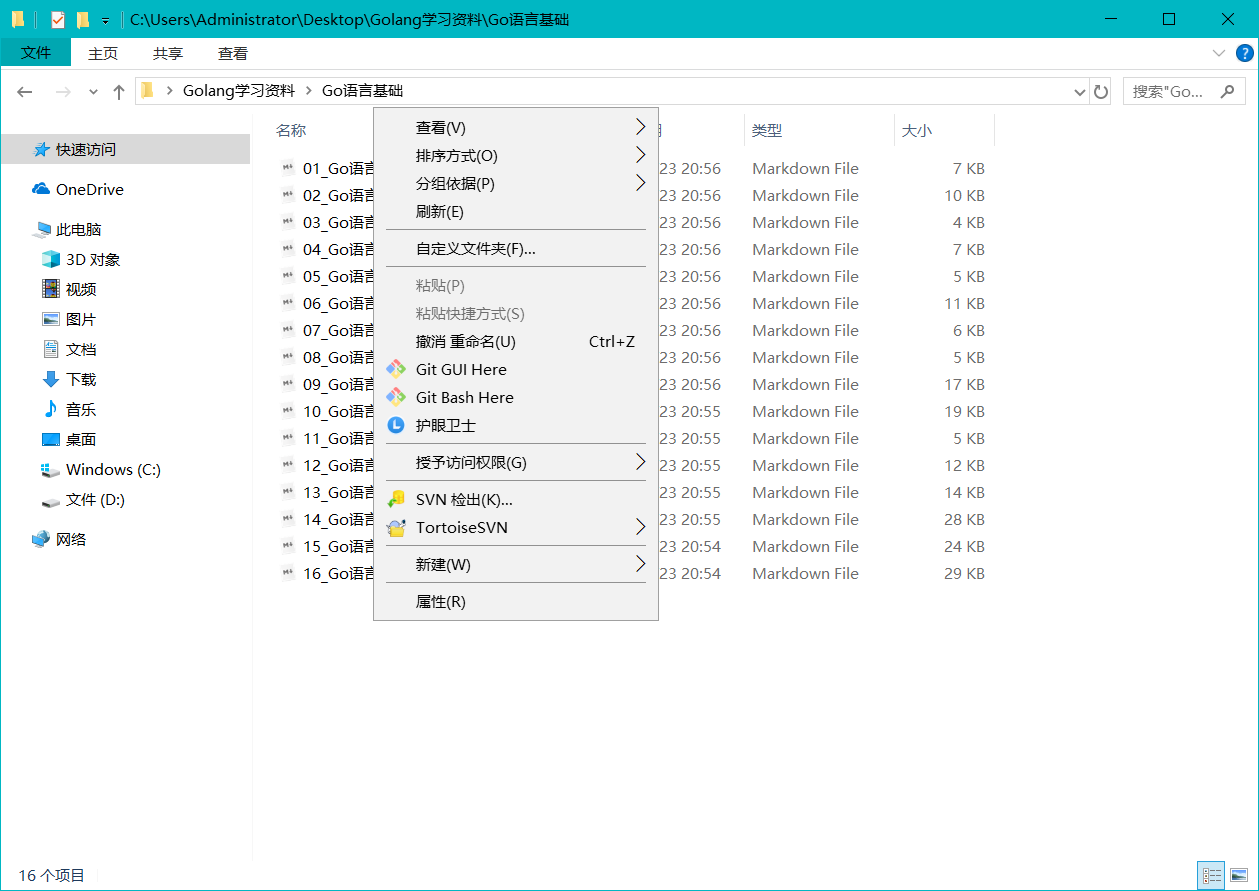 C:\Users\Administrator\Desktop\Golang学习资料\Go语言基础
文件 主页 共享 查看
Golang学习资料 Go语言基础 搜索"Go...
名称 类型 大小
快速访问
OneDrive
此电脑
3D 对象
视频
图片
文档
下载
音乐
桌面
Windows (C:)
文件 (D:)
网络
01_Go语言 23 20:56 Markdown File 7 KB
02_Go语言 23 20:56 Markdown File 10 KB
03_Go语言 23 20:56 Markdown File 4 KB
04_Go语言 23 20:56 Markdown File 7 KB
05_Go语言 23 20:56 Markdown File 5 KB
06_Go语言 23 20:56 Markdown File 11 KB
07_Go语言 23 20:56 Markdown File 6 KB
08_Go语言 23 20:56 Markdown File 5 KB
09_Go语言 23 20:56 Markdown File 17 KB
10_Go语言 23 20:55 Markdown File 19 KB
11_Go语言 23 20:55 Markdown File 5 KB
12_Go语言 23 20:55 Markdown File 12 KB
13_Go语言 23 20:55 Markdown File 14 KB
14_Go语言 23 20:55 Markdown File 28 KB
15_Go语言 23 20:54 Markdown File 24 KB
16_Go语言 23 20:54 Markdown File 29 KB
查看(V)
排序方式(O)
分组依据(P)
刷新(E)
自定义文件夹(F)...
粘贴(P)
粘贴快捷方式(S)
撤消 重命名(U) Ctrl+Z
Git GUI Here
Git Bash Here
护眼卫士
授予访问权限(G)
SVN 检出(K)...
TortoiseSVN
新建(W)
属性(R)
16 个项目